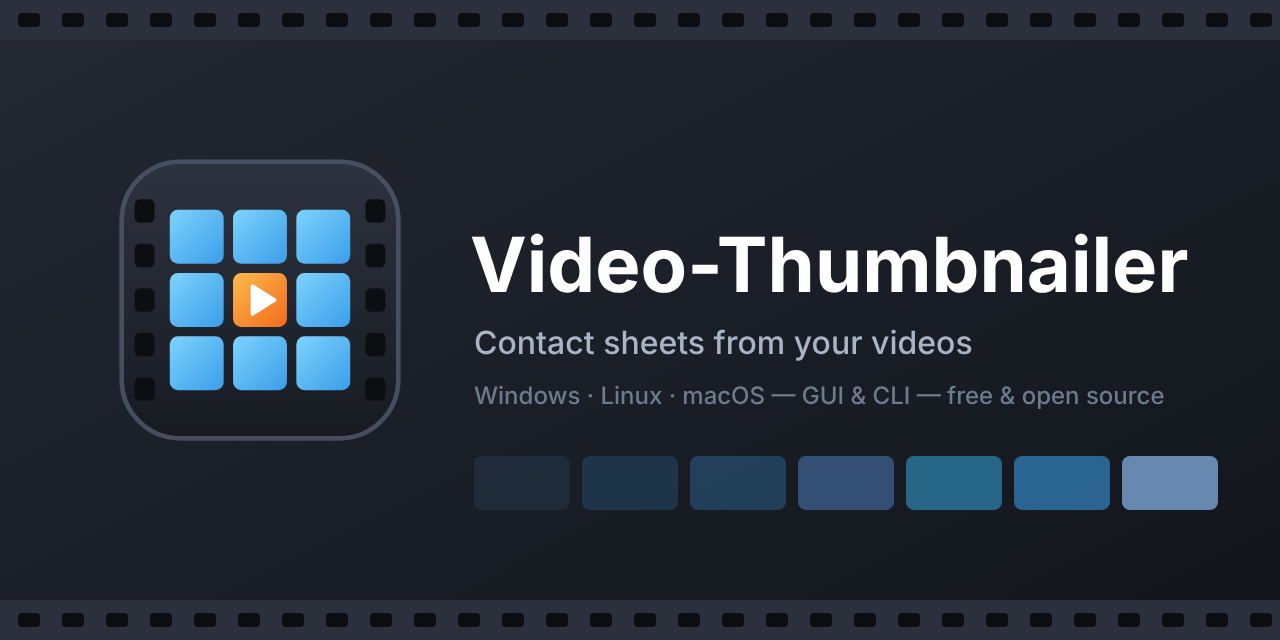 Video-Thumbnailer
Contact sheets from your videos
Windows · Linux · macOS — GUI & CLI — free & open source